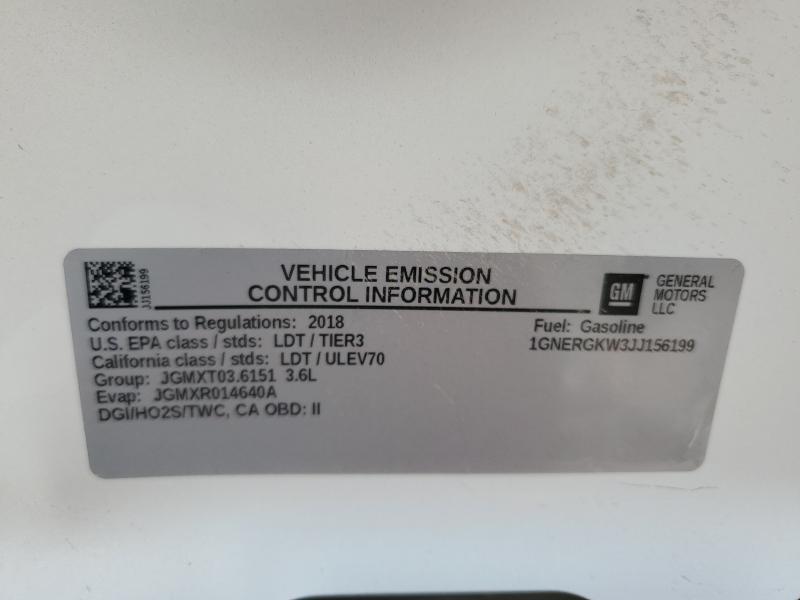 JJ156199
VEHICLE EMISSION
CONTROL INFORMATION
GM
GENERAL
MOTORS
LLC
Conforms to Regulations: 2018
U.S. EPA class / stds: LDT / TIER3
California class / stds: LDT / ULEV70
Group: JGMXT03.6151 3.6L
Evap: JGMXR014640A
DGI/HO2S/TWC, CA OBD: II
Fuel: Gasoline
1GNERGKW3JJ156199